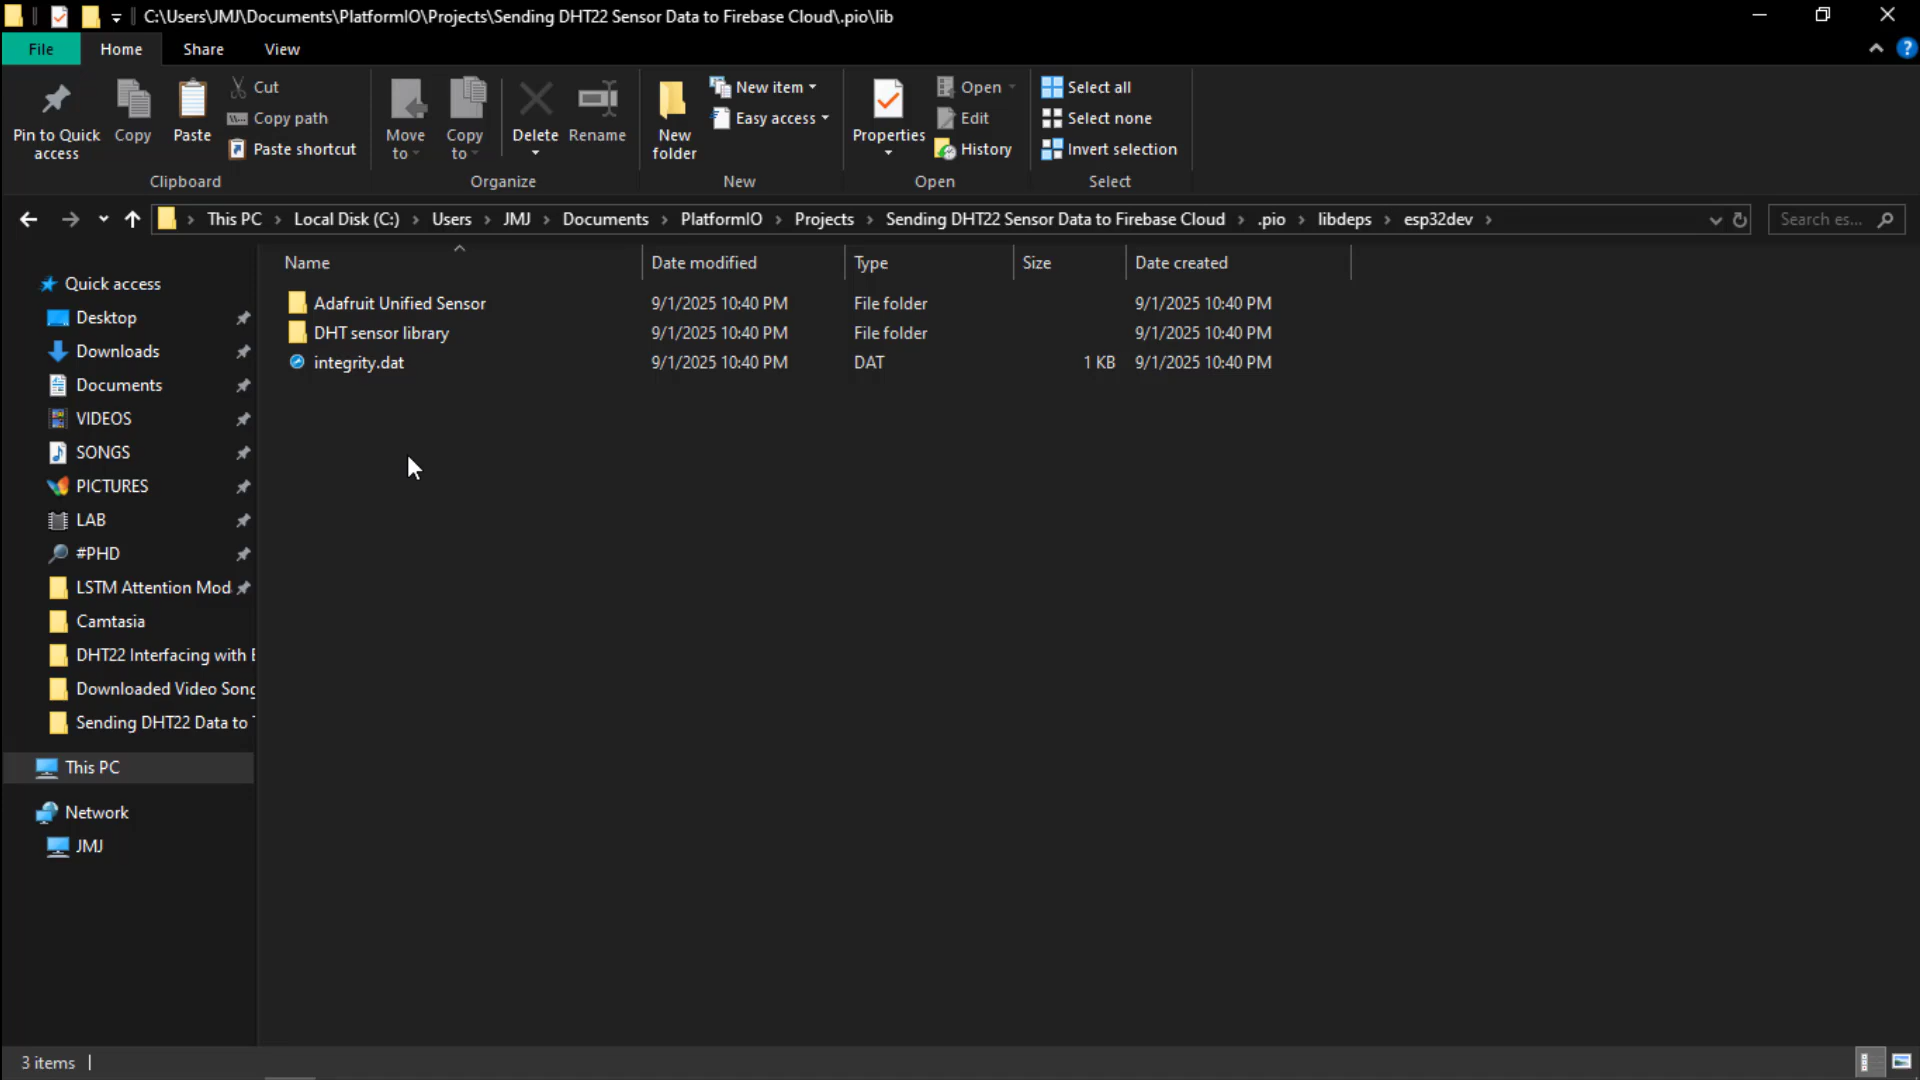 C:\Users\JMJ\Documents\PlatformIO\Projects\Sending DHT22 Sensor Data to Firebase Cloud\.pio\lib
File Home Share View
Pin to Quick access
Copy
Paste
Cut
Copy path
Paste shortcut
Clipboard
Move to
Copy to
Delete
Rename
Organize
New folder
New item
Easy access
New
Properties
Open
Edit
History
Open
Select all
Select none
Invert selection
Select
This PC > Local Disk (C:) > Users > JMJ > Documents > PlatformIO > Projects > Sending DHT22 Sensor Data to Firebase Cloud > .pio > libdeps > esp32dev >
Search es...
Name Date modified Type Size Date created
Adafruit Unified Sensor 9/1/2025 10:40 PM File folder 9/1/2025 10:40 PM
DHT sensor library 9/1/2025 10:40 PM File folder 9/1/2025 10:40 PM
integrity.dat 9/1/2025 10:40 PM DAT 1 KB 9/1/2025 10:40 PM
Quick access
Desktop
Downloads
Documents
VIDEOS
SONGS
PICTURES
LAB
#PHD
LSTM Attention Mod
Camtasia
DHT22 Interfacing with
Downloaded Video Song
Sending DHT22 Data to
This PC
Network
JMJ
3 items